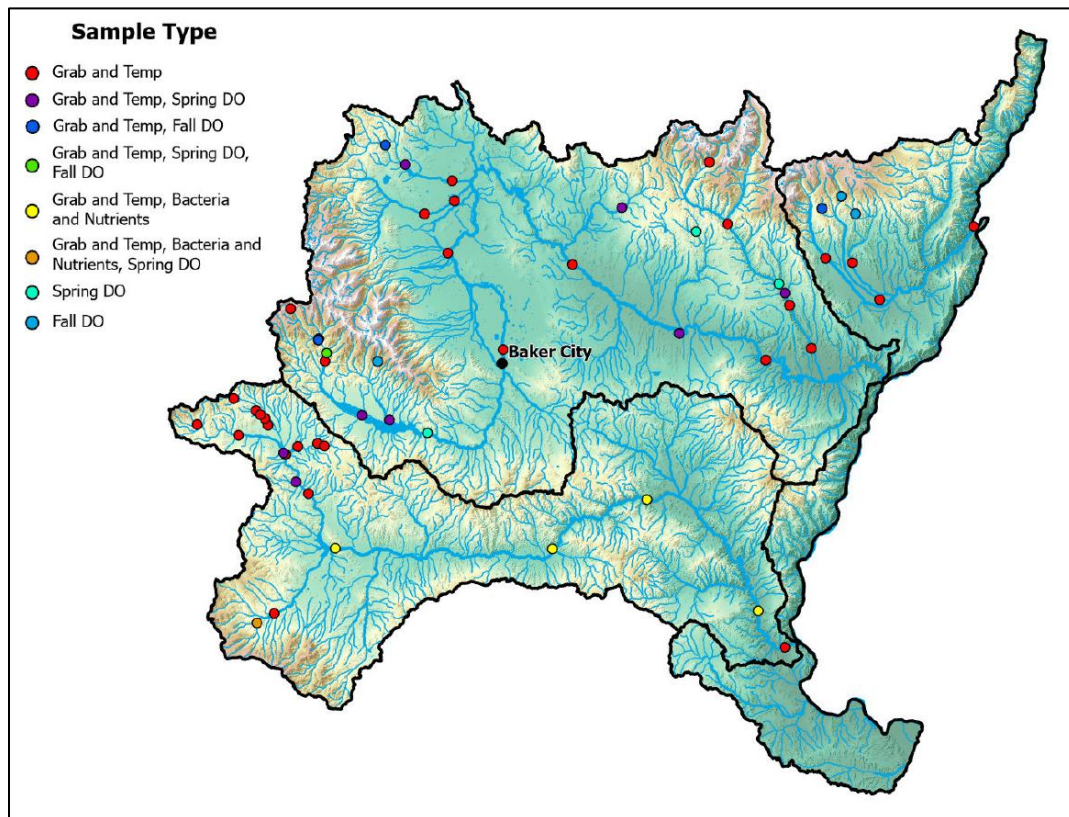 Sample Type
Grab and Temp
Grab and Temp, Spring DO
Grab and Temp, Fall DO
Grab and Temp, Spring DO,
Fall DO
Grab and Temp, Bacteria
and Nutrients
Grab and Temp, Bacteria and
Nutrients, Spring DO
Spring DO
Fall DO
Baker City